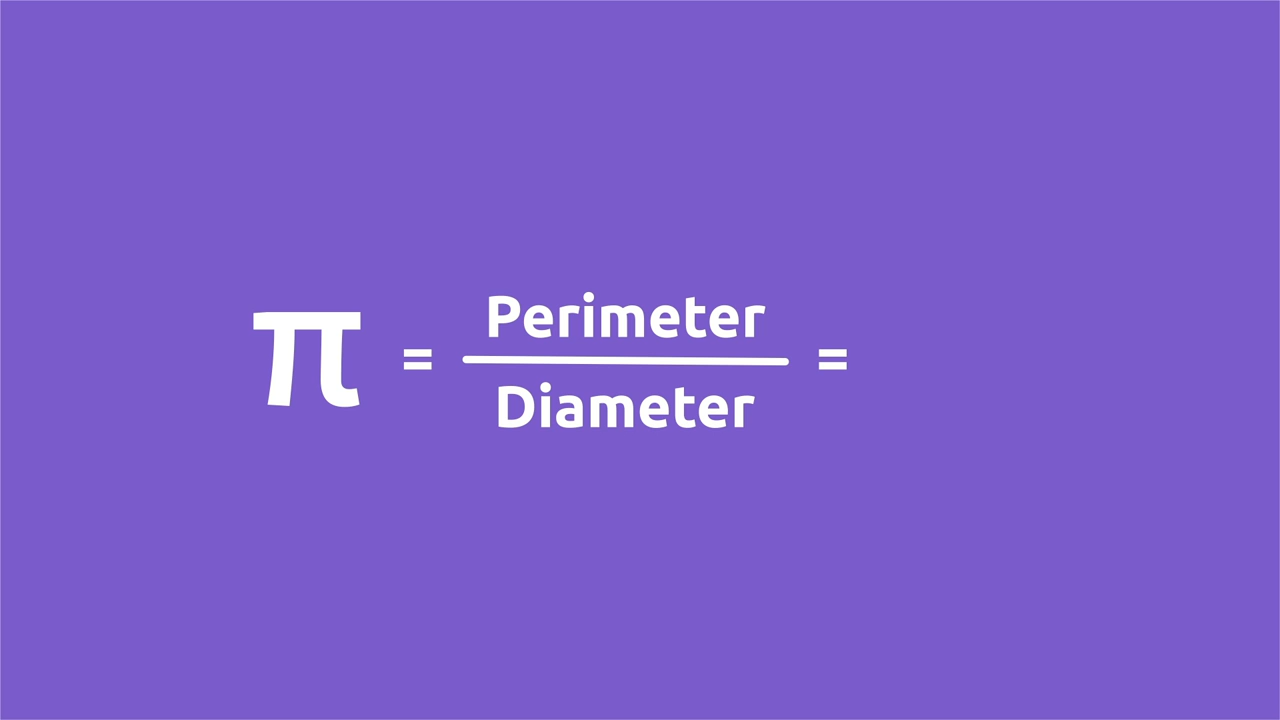 π = Perimeter =
Diameter